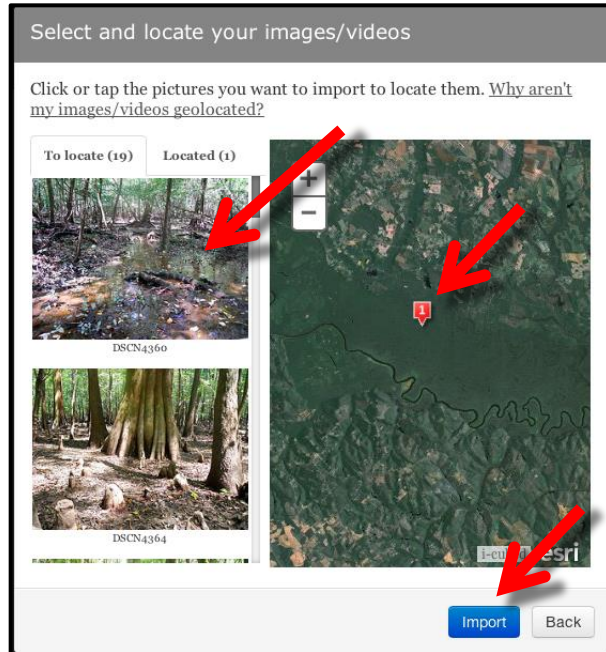 Select and locate your images/videos
Click or tap the pictures you want to import to locate them. Why aren't
my images/videos geolocated?
To locate (19)
Located (1)
+
−
1
DSCN4360
DSCN4364
esri
Import
Back